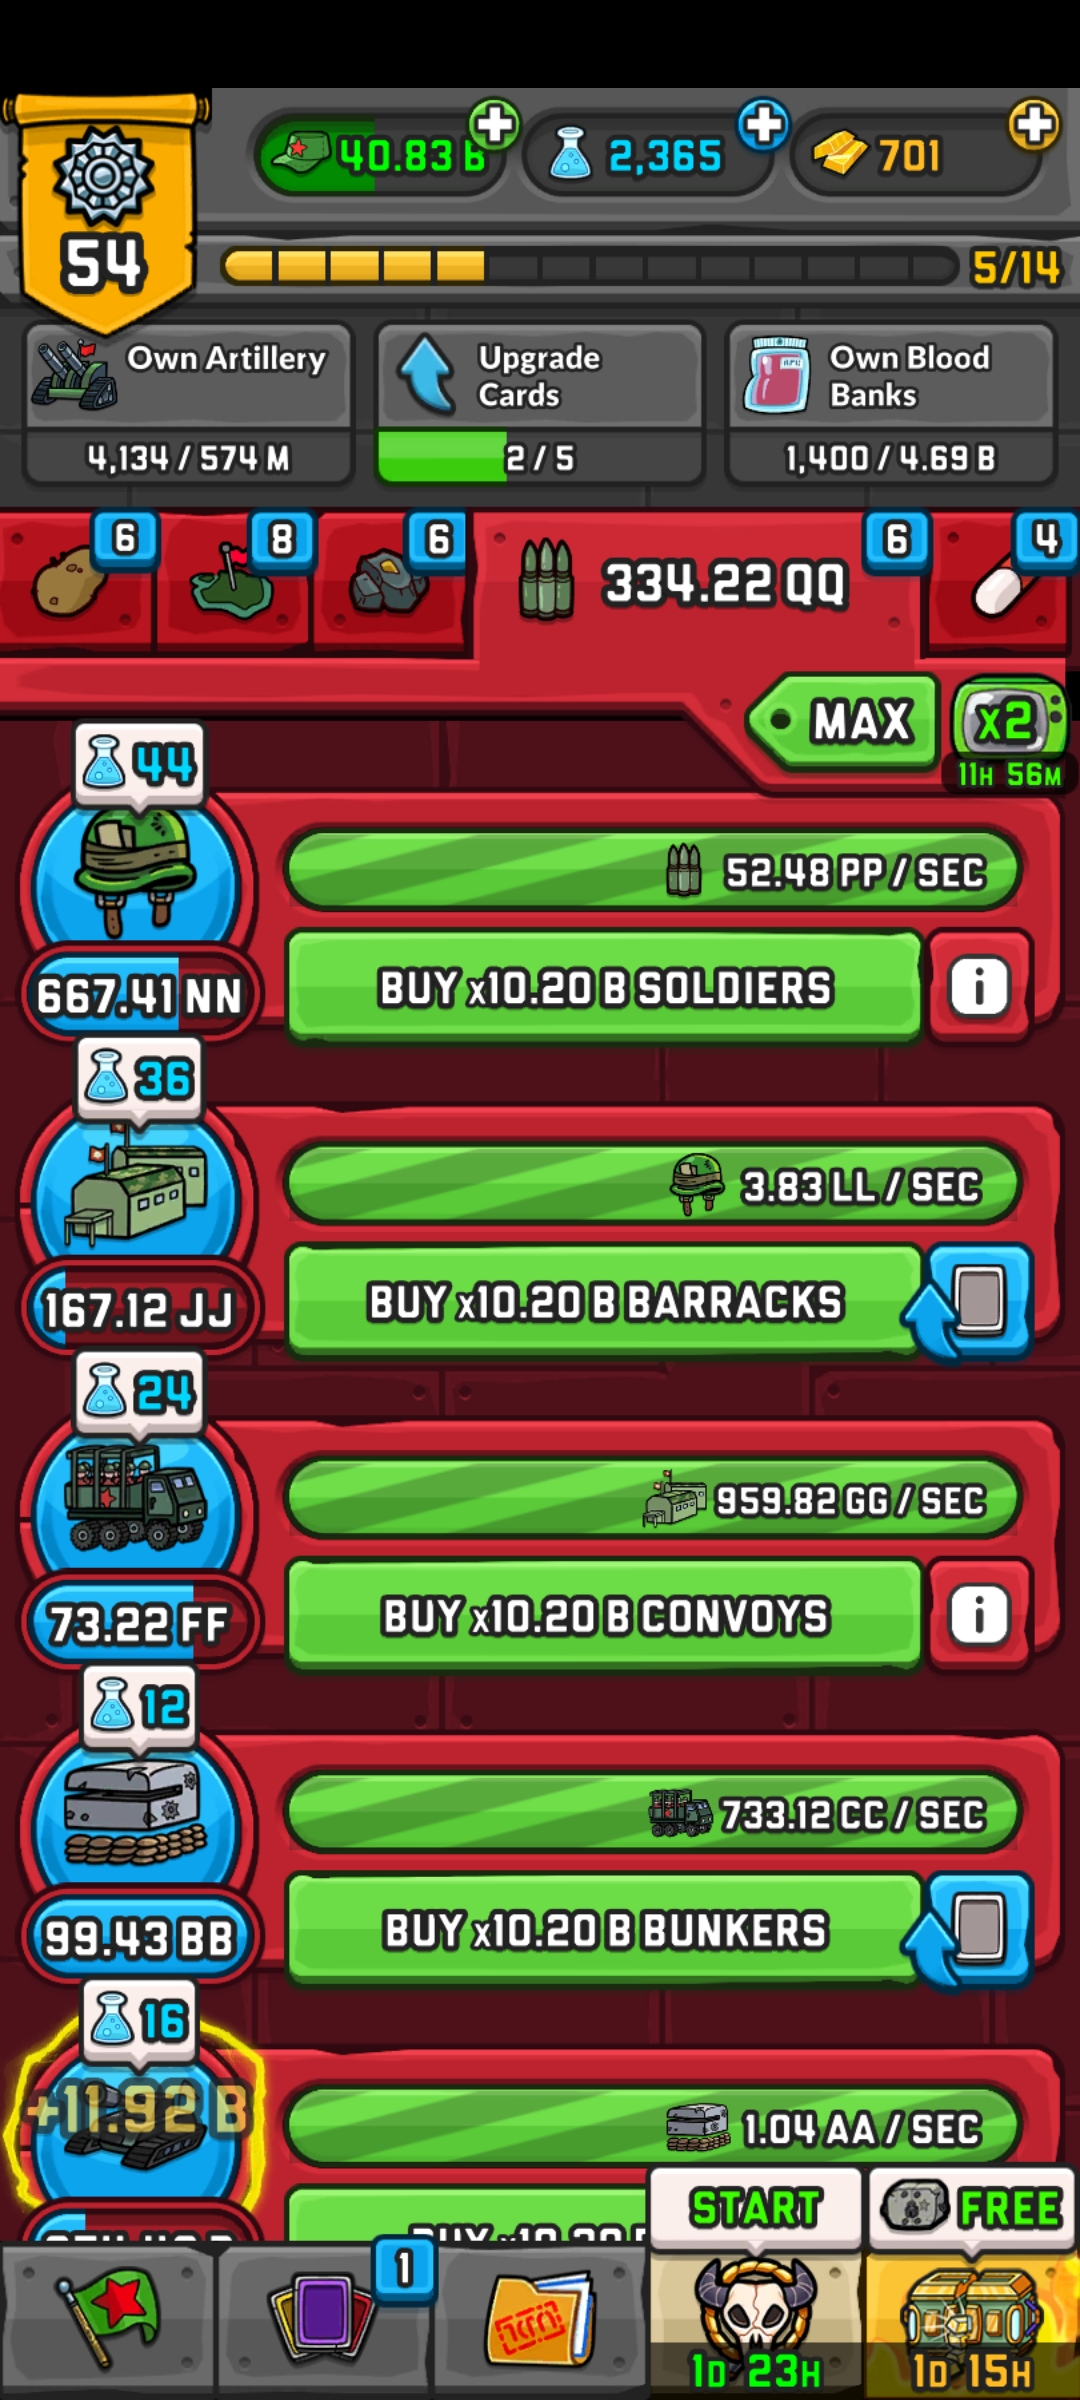 54
40.83 B
2,365
701
5/14
Own Artillery
4,134 / 574 M
Upgrade
Cards
2 / 5
Own Blood
Banks
1,400 / 4.69 B
6
8
6
334.22 QQ
6
4
MAX
x2
11H 56M
44
52.48 PP / SEC
667.41 NN
BUY x10.20 B SOLDIERS
i
36
3.83 LL / SEC
167.12 JJ
BUY x10.20 B BARRACKS
24
959.82 GG / SEC
73.22 FF
BUY x10.20 B CONVOYS
i
12
733.12 CC / SEC
99.43 BB
BUY x10.20 B BUNKERS
16
+11.92 B
1.04 AA / SEC
BUY x10.20 B
START
FREE
1
1D 23H
1D 15H